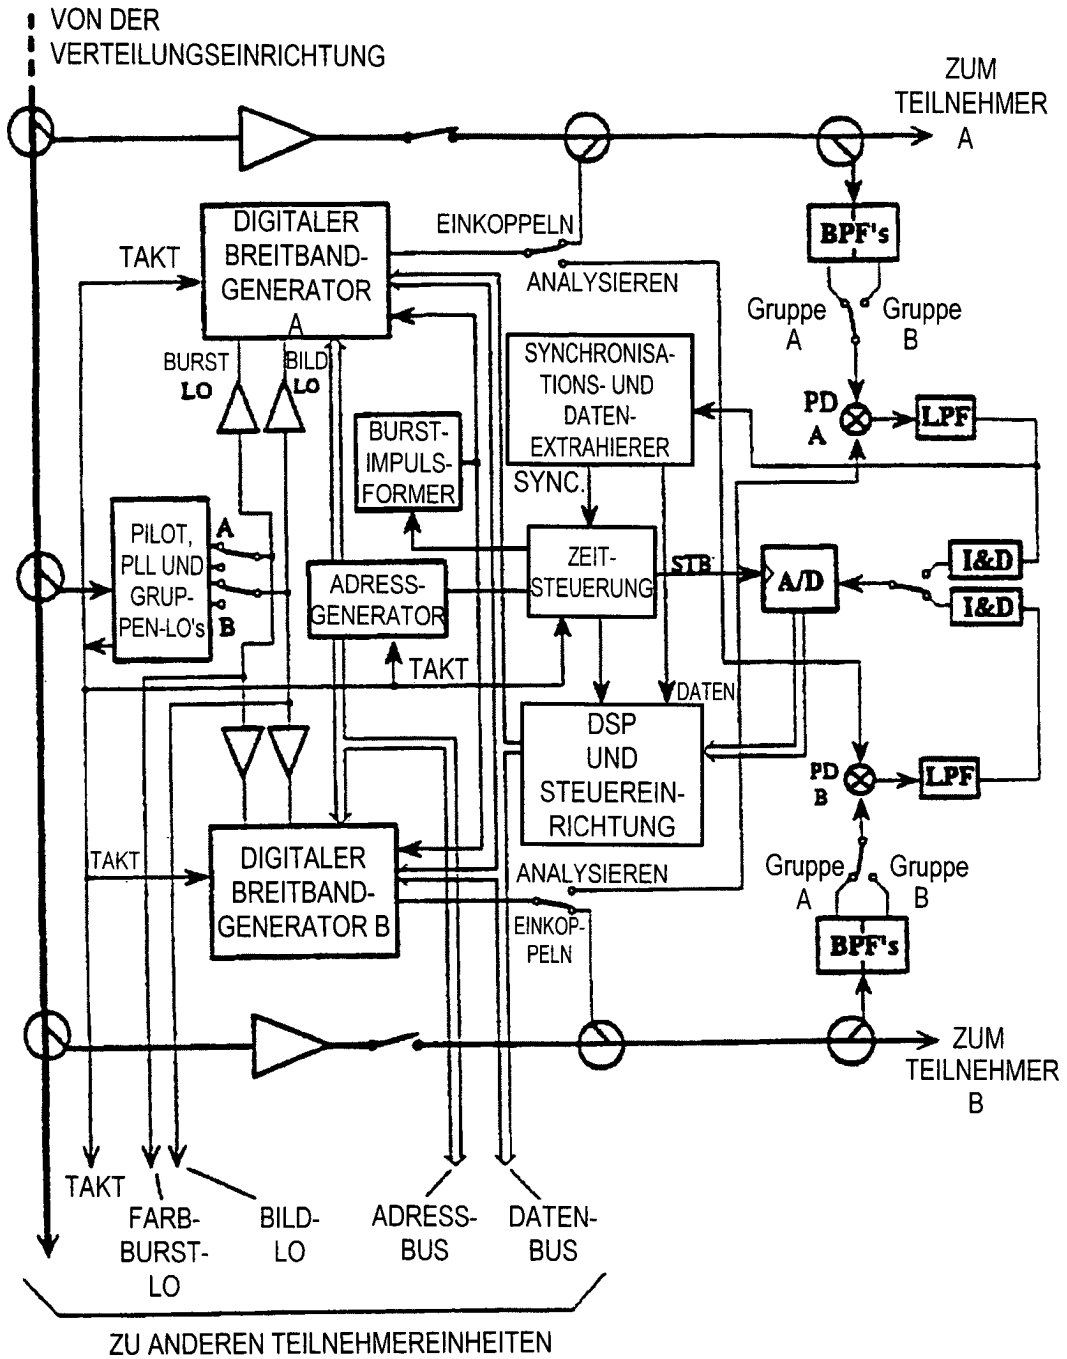 VON DER
VERTEILUNGSEINRICHTUNG
ZUM
TEILNEHMER
A
DIGITALER
BREITBAND-
GENERATOR
A
TAKT
EINKOPPELN
ANALYSIEREN
BPF's
Gruppe
A
Gruppe
B
BURST
LO
BILD
LO
SYNCHRONISA-
TIONS- UND
DATEN-
EXTRAHIERER
PD
A
LPF
BURST-
IMPULS-
FORMER
SYNC.
PILOT,
PLL UND
GRUP-
PEN-LO's
A
B
ADRESS-
GENERATOR
ZEIT-
STEUERUNG
STB
A/D
I&D
I&D
TAKT
DATEN
DSP
UND
STEUEREIN-
RICHTUNG
PD
B
LPF
TAKT
DIGITALER
BREITBAND-
GENERATOR B
ANALYSIEREN
EINKOP-
PELN
Gruppe
A
Gruppe
B
BPF's
ZUM
TEILNEHMER
B
TAKT
FARB-
BURST-
LO
BILD-
LO
ADRESS-
BUS
DATEN-
BUS
ZU ANDEREN TEILNEHMEREINHEITEN